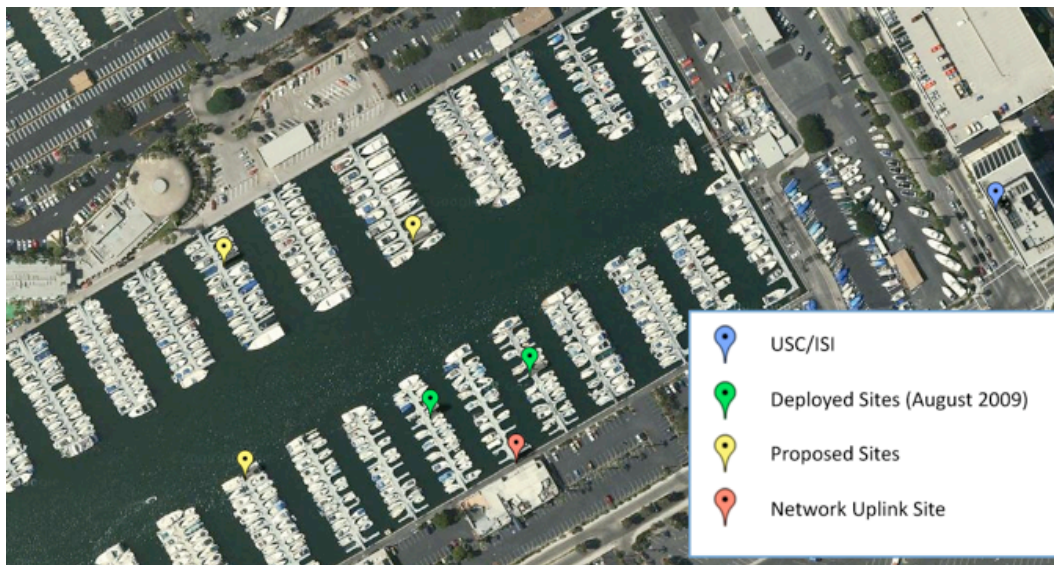 USC/ISI
Deployed Sites (August 2009)
Proposed Sites
Network Uplink Site